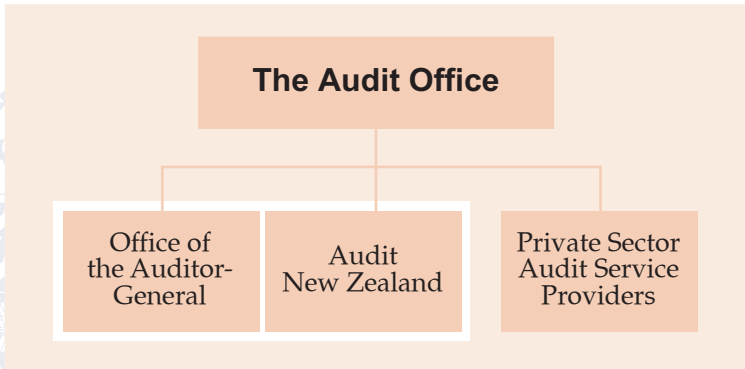 The Audit Office
Office of
the Auditor-
General
Audit
New Zealand
Private Sector
Audit Service
Providers